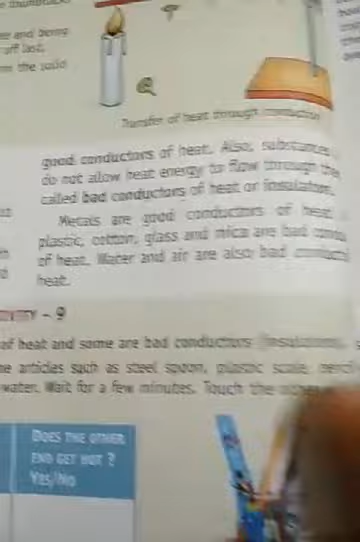 off last.
the solid
Transfer of heat through conduction
good conductors of heat. Also, substances
do not allow heat energy to flow through
called bad conductors of heat or insulators.
Metals are good conductors of heat
plastic, cotton, glass and mica are bad
of heat. Water and air are also bad
heat.
- 9
of heat and some are bad conductors (insulators).
articles such as steel spoon, plastic scale,
water. Wait for a few minutes. Touch the
DOES THE OTHER
END GET HOT ?
YES/NO